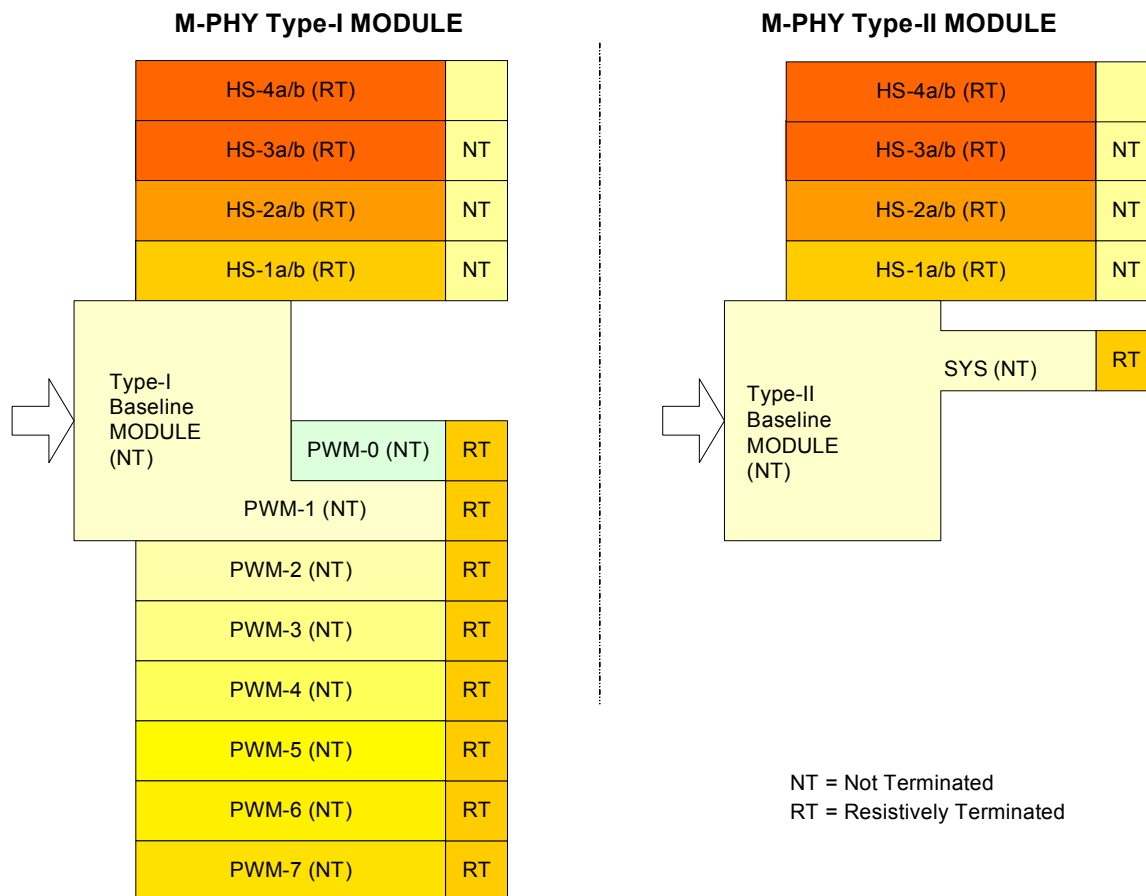 M-PHY Type-I MODULE
HS-4a/b (RT)
HS-3a/b (RT) NT
HS-2a/b (RT) NT
HS-1a/b (RT) NT
Type-I
Baseline
MODULE
(NT)
PWM-0 (NT) RT
PWM-1 (NT) RT
PWM-2 (NT) RT
PWM-3 (NT) RT
PWM-4 (NT) RT
PWM-5 (NT) RT
PWM-6 (NT) RT
PWM-7 (NT) RT
M-PHY Type-II MODULE
HS-4a/b (RT)
HS-3a/b (RT) NT
HS-2a/b (RT) NT
HS-1a/b (RT) NT
SYS (NT) RT
Type-II
Baseline
MODULE
(NT)
NT = Not Terminated
RT = Resistively Terminated